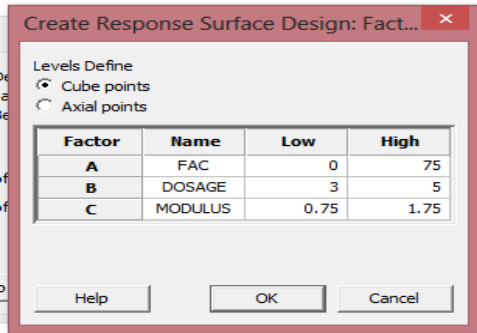 Create Response Surface Design: Fact...
Levels Define
Cube points
Axial points
Factor Name Low High
A FAC 0 75
B DOSAGE 3 5
C MODULUS 0.75 1.75
Help OK Cancel